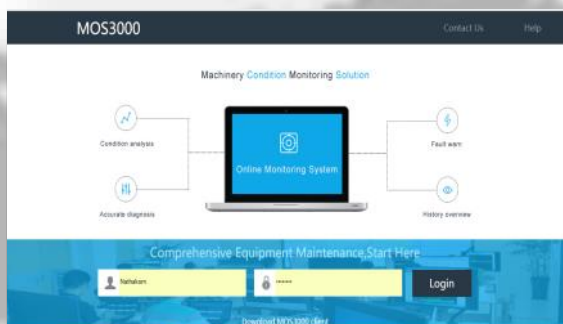 MOS3000 Contact Us Help
Machinery Condition Monitoring Solution
Condition analysis
Fault warn
Online Monitoring System
Accurate diagnosis
History overview
Comprehensive Equipment Maintenance,Start Here
Nathakorn ******** Login
Download MOS3000 client